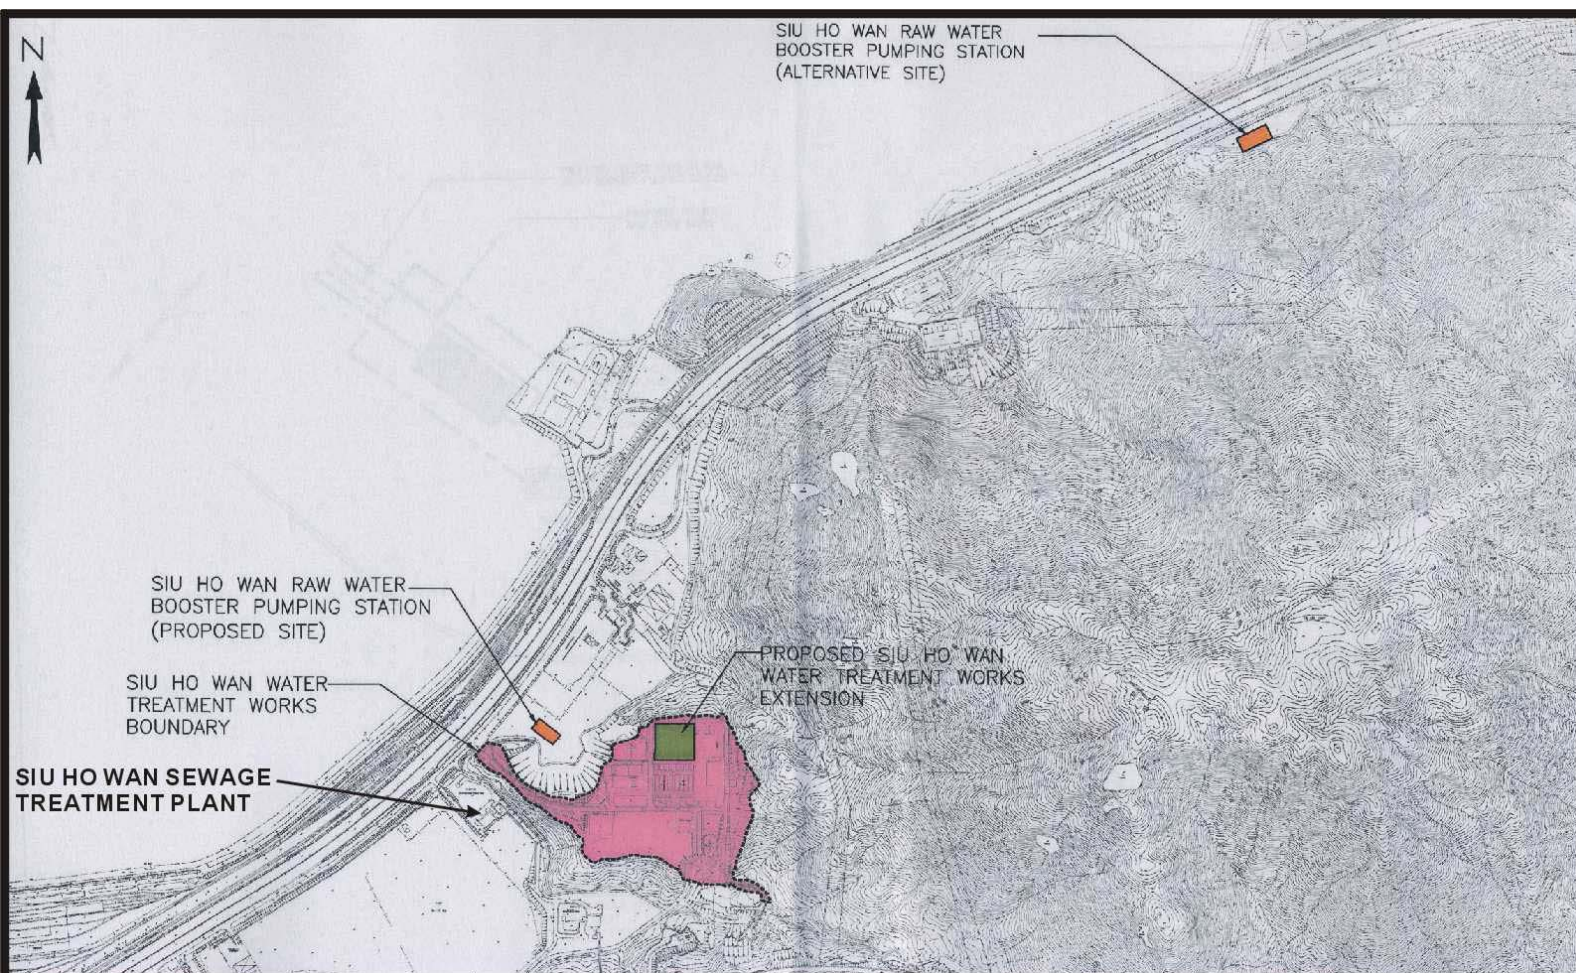 N
SIU HO WAN RAW WATER
BOOSTER PUMPING STATION
(ALTERNATIVE SITE)
SIU HO WAN RAW WATER
BOOSTER PUMPING STATION
(PROPOSED SITE)
PROPOSED SIU HO WAN
WATER TREATMENT WORKS
EXTENSION
SIU HO WAN WATER
TREATMENT WORKS
BOUNDARY
SIU HO WAN SEWAGE
TREATMENT PLANT